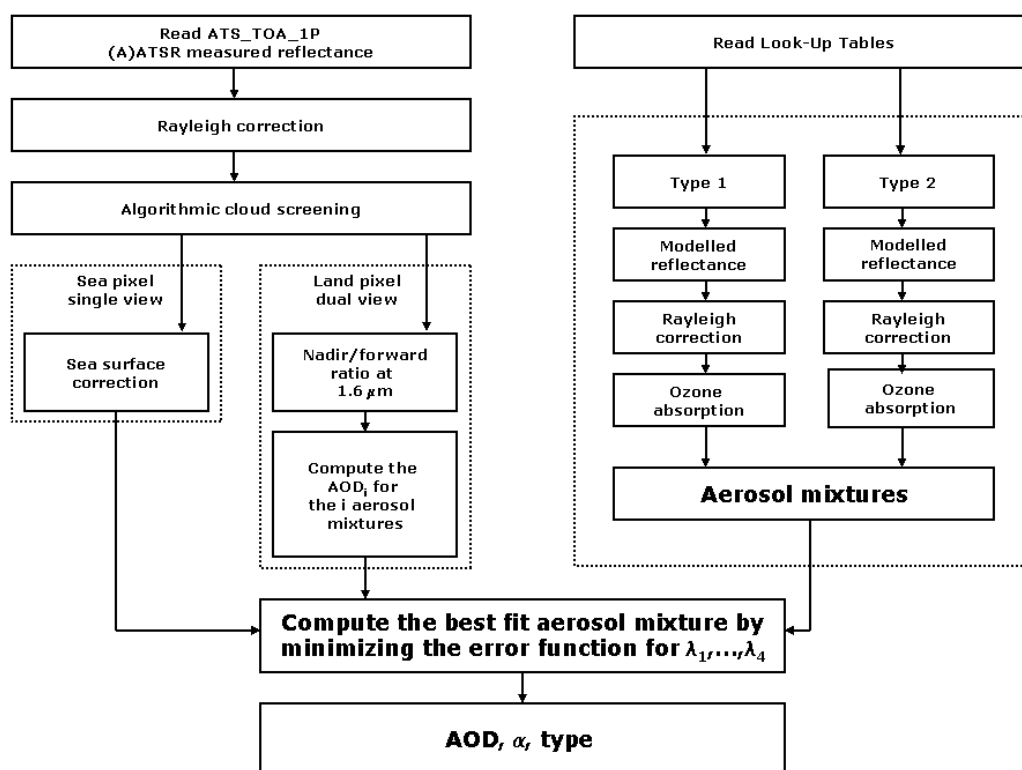 Read ATS_TOA_1P
(A)ATSR measured reflectance
Rayleigh correction
Algorithmic cloud screening
Sea pixel
single view
Sea surface
correction
Land pixel
dual view
Nadir/forward
ratio at
1.6 μm
Compute the
AODᵢ for
the i aerosol
mixtures
Read Look-Up Tables
Type 1
Modelled
reflectance
Rayleigh
correction
Ozone
absorption
Type 2
Modelled
reflectance
Rayleigh
correction
Ozone
absorption
Aerosol mixtures
Compute the best fit aerosol mixture by
minimizing the error function for λ₁,...,λ₄
AOD, α, type